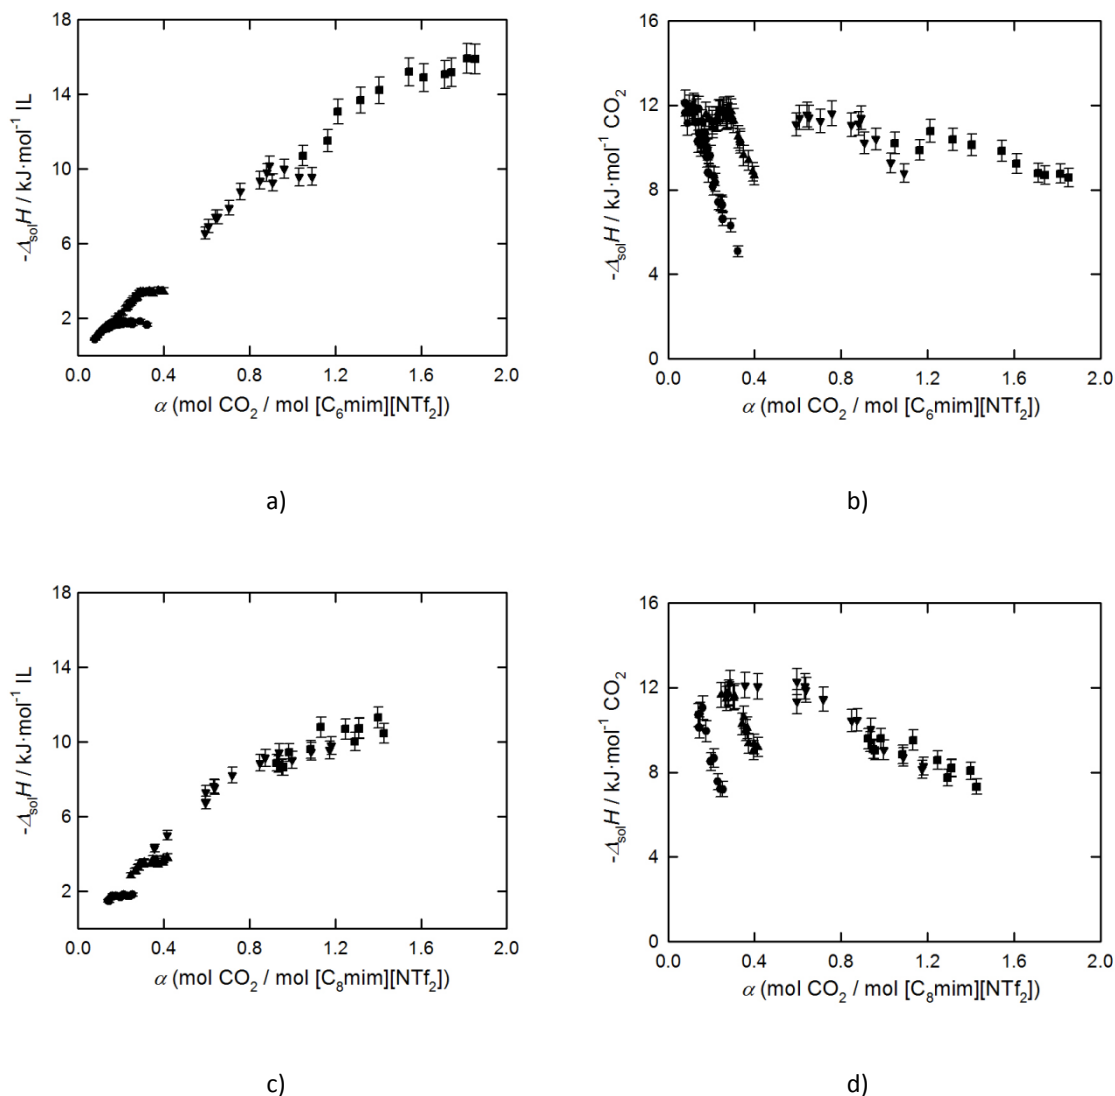 18
14
10
6
2
-ΔsolH / kJ·mol⁻¹ IL
0.0 0.4 0.8 1.2 1.6 2.0
α (mol CO₂ / mol [C₆mim][NTf₂])
a)
16
12
8
4
0
-ΔsolH / kJ·mol⁻¹ CO₂
0.0 0.4 0.8 1.2 1.6 2.0
α (mol CO₂ / mol [C₆mim][NTf₂])
b)
18
14
10
6
2
-ΔsolH / kJ·mol⁻¹ IL
0.0 0.4 0.8 1.2 1.6 2.0
α (mol CO₂ / mol [C₈mim][NTf₂])
c)
16
12
8
4
0
-ΔsolH / kJ·mol⁻¹ CO₂
0.0 0.4 0.8 1.2 1.6 2.0
α (mol CO₂ / mol [C₈mim][NTf₂])
d)